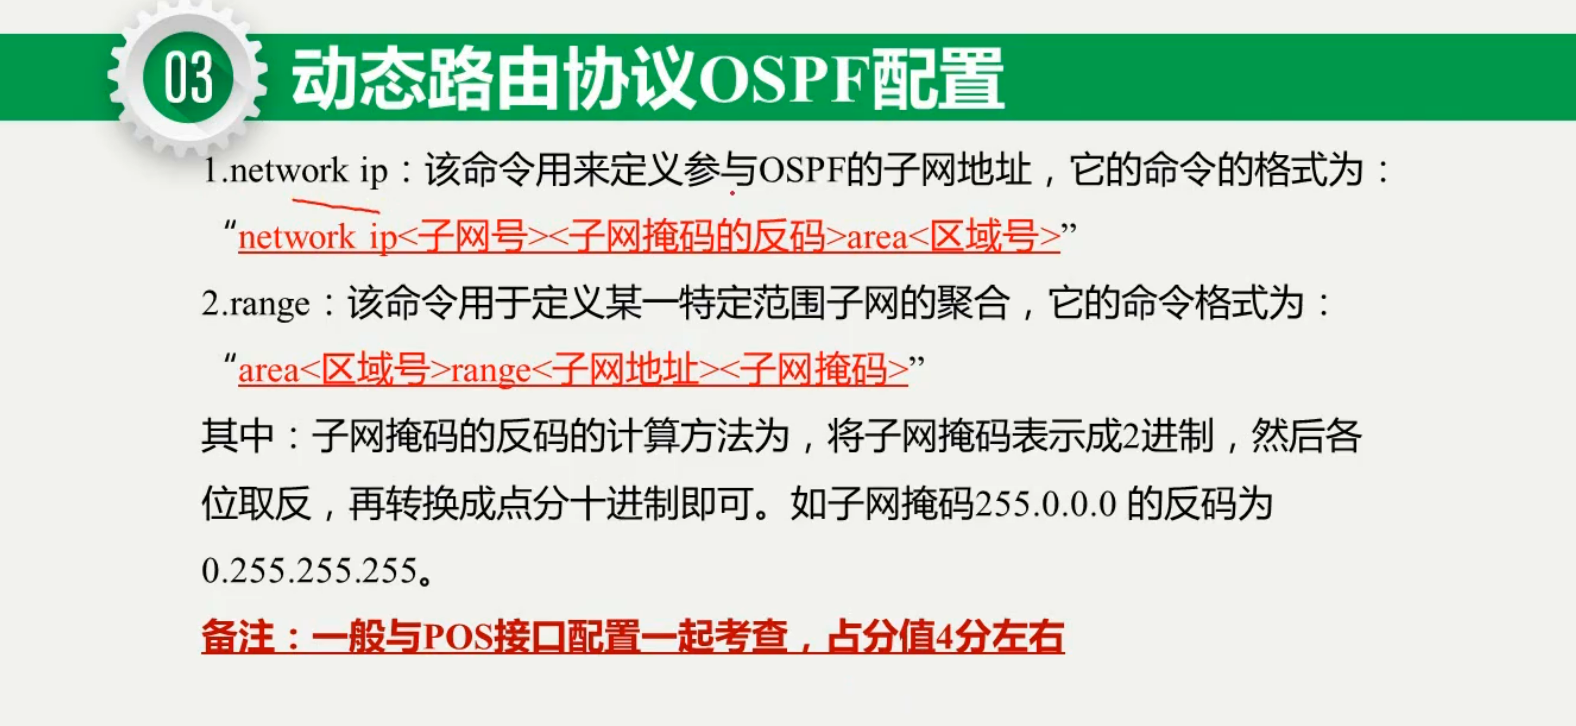 03 动态路由协议OSPF配置
1.network ip：该命令用来定义参与OSPF的子网地址，它的命令的格式为：
“network ip<子网号><子网掩码的反码>area<区域号>”
2.range：该命令用于定义某一特定范围子网的聚合，它的命令格式为：
“area<区域号>range<子网地址><子网掩码>”
其中：子网掩码的反码的计算方法为，将子网掩码表示成2进制，然后各
位取反，再转换成点分十进制即可。如子网掩码255.0.0.0 的反码为
0.255.255.255。
备注：一般与POS接口配置一起考查，占分值4分左右